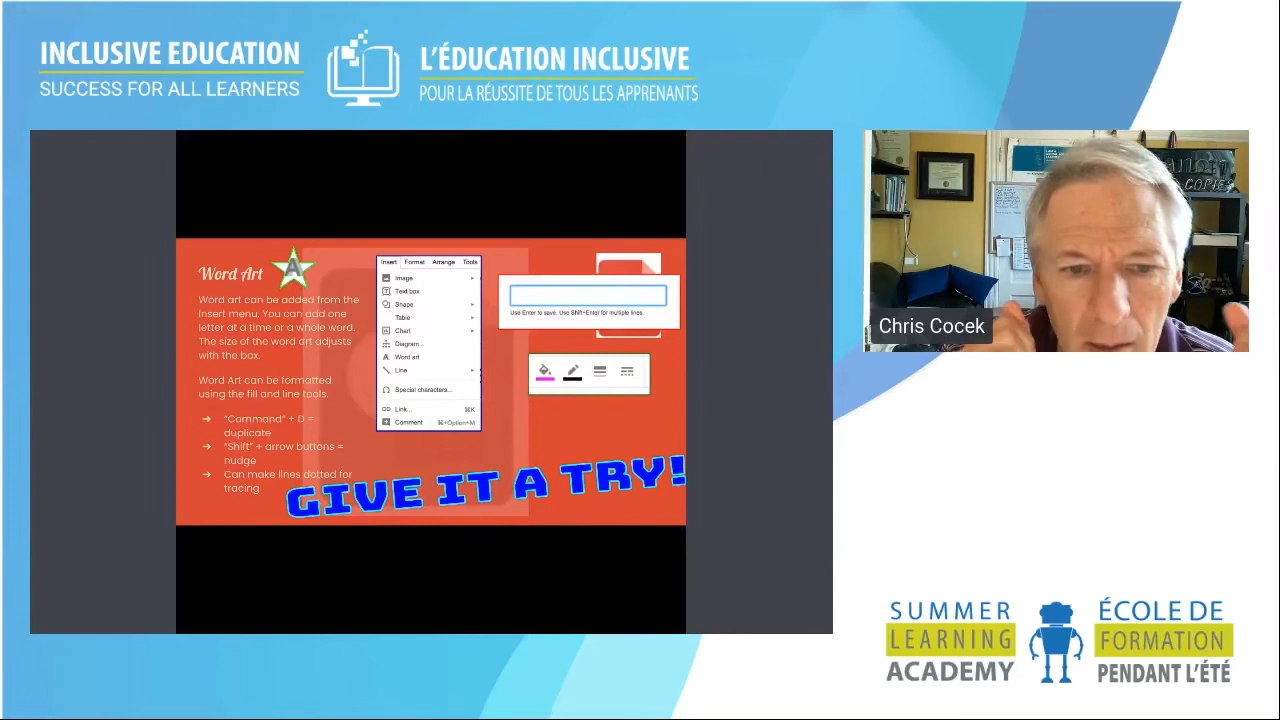 INCLUSIVE EDUCATION
SUCCESS FOR ALL LEARNERS
L'ÉDUCATION INCLUSIVE
POUR LA RÉUSSITE DE TOUS LES APPRENANTS
Word Art
A
Word art can be added from the
Insert menu. You can add one
letter at a time or a whole word.
The size of the word art adjusts
with the box.
Word Art can be formatted
using the fill and line tools.
➔ "Command" + D =
duplicate
➔ "Shift" + arrow buttons =
nudge
➔ Can make lines dotted for
tracing
Insert Format Arrange Tools
Image
Text box
Shape
Table
Chart
Diagram...
Word art
Line
Special characters...
Link... ⌘K
Comment ⌘+Option+M
Use Enter to save. Use Shift+Enter for multiple lines.
GIVE IT A TRY!
Chris Cocek
SUMMER
LEARNING
ACADEMY
ÉCOLE DE
FORMATION
PENDANT L'ÉTÉ